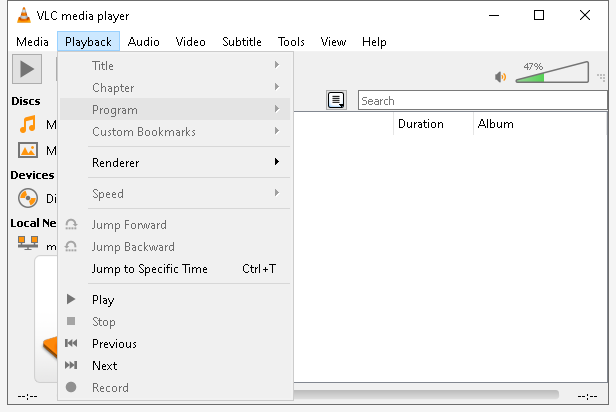 VLC media player
Media Playback Audio Video Subtitle Tools View Help
Title
47%
Chapter
Discs
Program
Search
Custom Bookmarks
Duration Album
Renderer
Devices
Speed
Local Ne
Jump Forward
Jump Backward
Jump to Specific Time Ctrl+T
Play
Stop
Previous
Next
Record
--:-- --:--